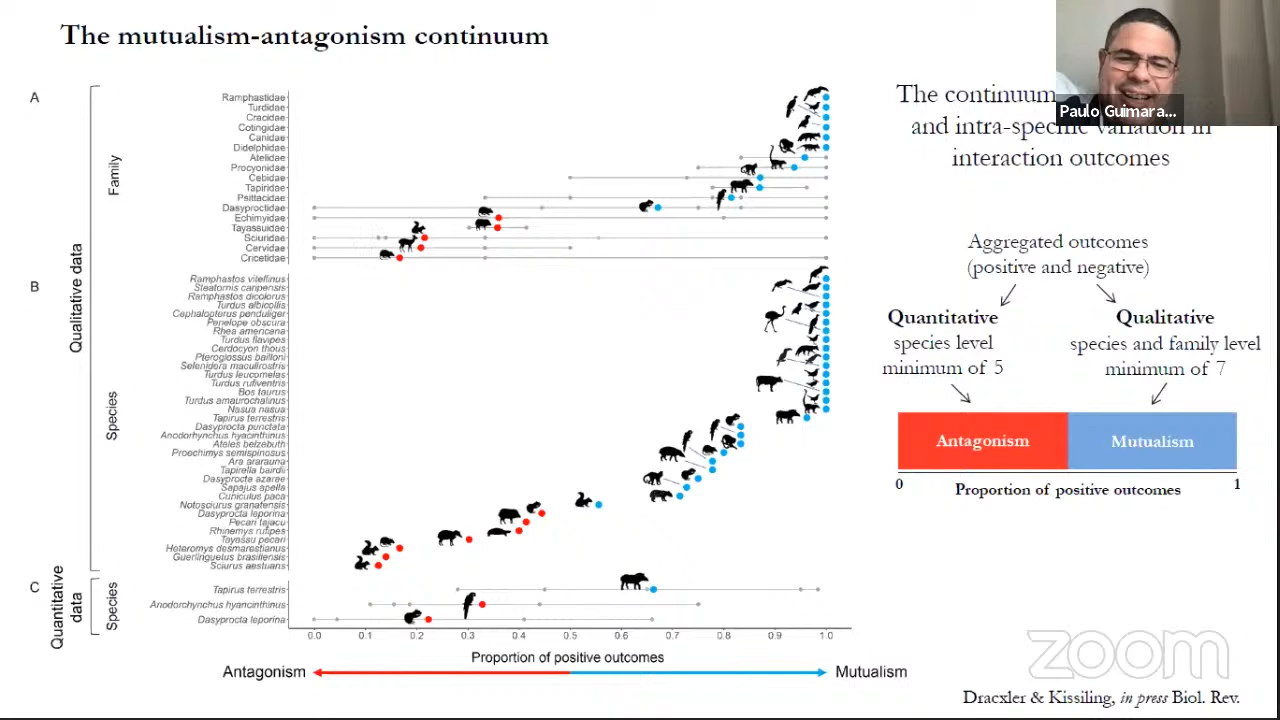 The mutualism-antagonism continuum
Paulo Guimara...
The continuum
and intra-specific variation in
interaction outcomes
A
Qualitative data
Family
Ramphastidae
Turdidae
Cracidae
Cotingidae
Canidae
Didelphidae
Atelidae
Procyonidae
Cebidae
Tapiridae
Psittacidae
Dasyproctidae
Echimyidae
Tayassuidae
Sciuridae
Cervidae
Cricetidae
B
Species
Ramphastos vitellinus
Steatornis caripensis
Ramphastos dicolorus
Turdus albicollis
Cephalopterus penduliger
Penelope obscura
Rhea americana
Turdus flavipes
Cerdocyon thous
Pteroglossus bailloni
Selenidera maculirostris
Turdus leucomelas
Turdus rufiventris
Bos taurus
Turdus amaurochalinus
Nasua nasua
Tapirus terrestris
Dasyprocta punctata
Anodorhynchus hyacinthinus
Ateles belzebuth
Proechimys semispinosus
Ara ararauna
Tapirella bairdii
Dasyprocta azarae
Sapajus apella
Cuniculus paca
Notosciurus granatensis
Dasyprocta leporina
Pecari tajacu
Rhinemys rufipes
Tayassu pecari
Heteromys desmarestianus
Guerlinguetus brasiliensis
Sciurus aestuans
C
Quantitative
data
Species
Tapirus terrestris
Anodorchynchus hyancinthinus
Dasyprocta leporina
0.0 0.1 0.2 0.3 0.4 0.5 0.6 0.7 0.8 0.9 1.0
Proportion of positive outcomes
Antagonism Mutualism
Aggregated outcomes
(positive and negative)
Quantitative
species level
minimum of 5
Qualitative
species and family level
minimum of 7
Antagonism Mutualism
0 Proportion of positive outcomes 1
zoom
Dracxler & Kissiling, in press Biol. Rev.